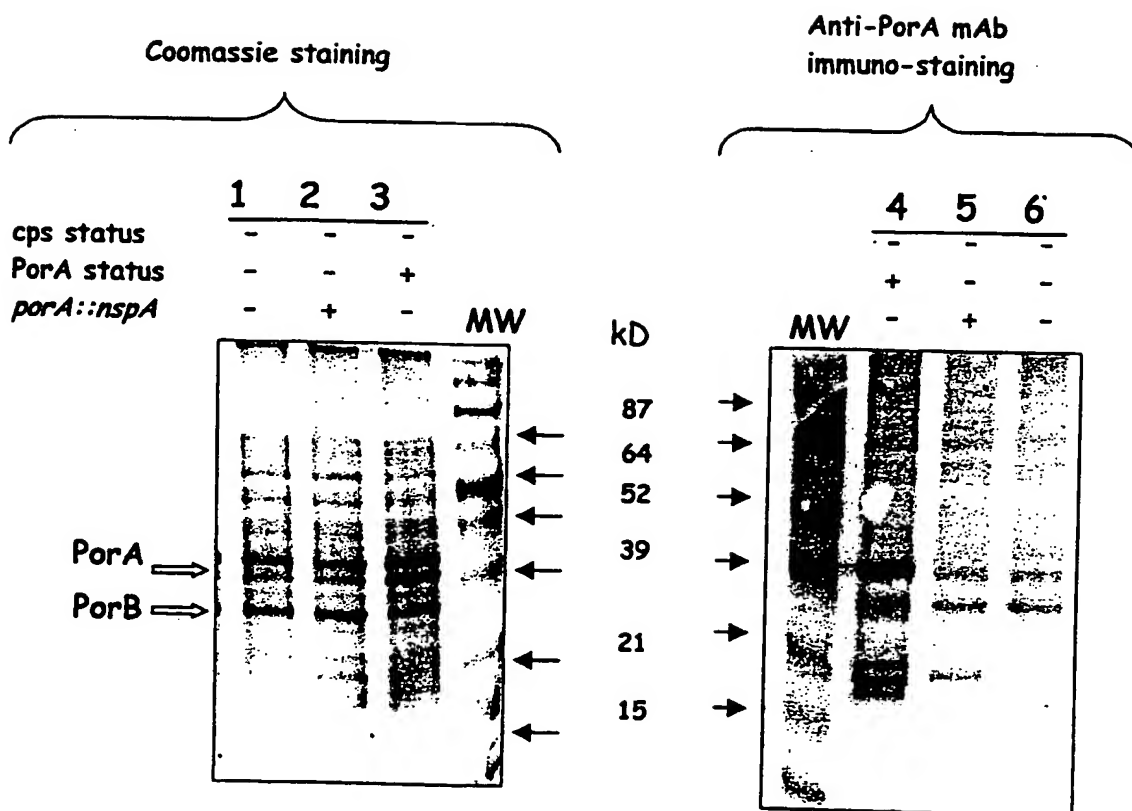 Coomassie staining
Anti-PorA mAb
immuno-staining
1 2 3
cps status - - -
PorA status - - +
porA::nspA - + -
MW
kD
87
64
52
39
21
15
PorA
PorB
4 5 6
- - -
+ - -
- + -
MW